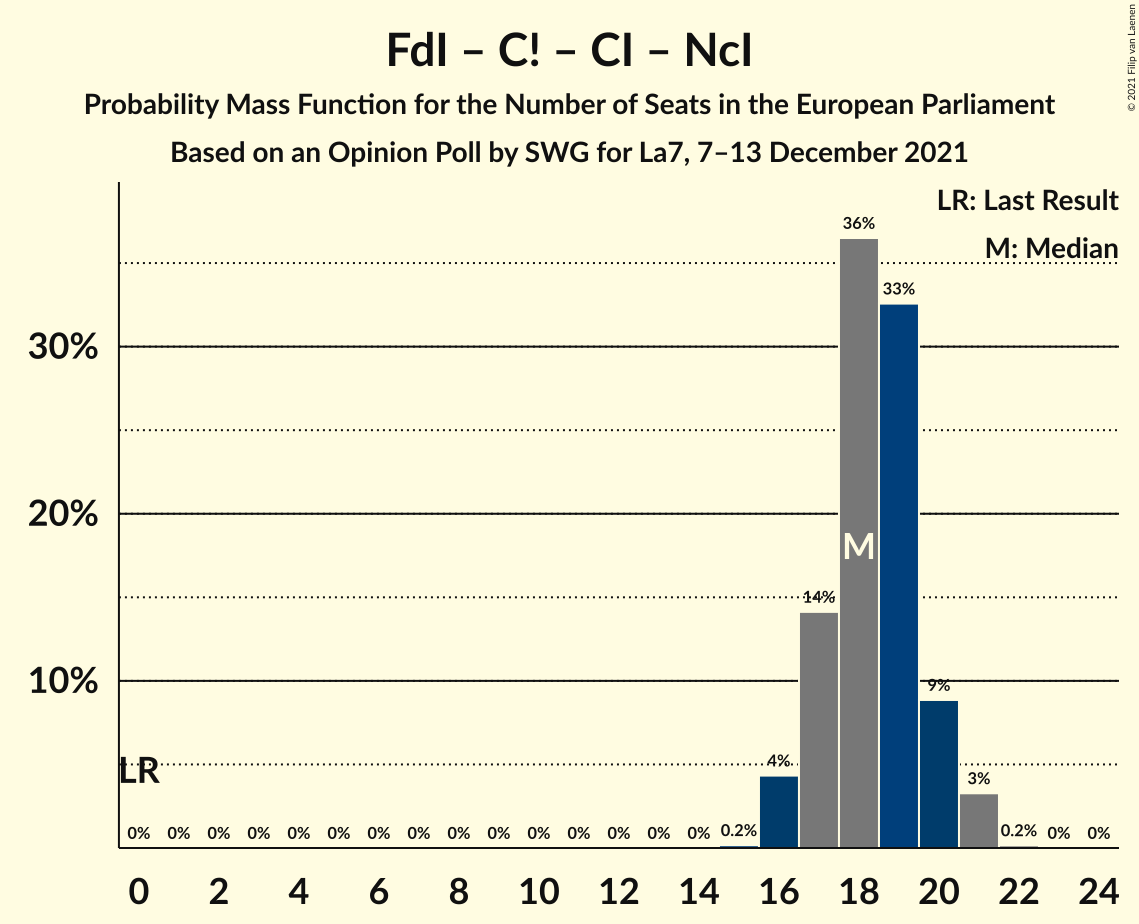 FdI – C! – CI – NcI
Probability Mass Function for the Number of Seats in the European Parliament
Based on an Opinion Poll by SWG for La7, 7–13 December 2021
© 2021 Filip van Laenen
LR: Last Result
M: Median
30%
20%
10%
LR
M
0% 0% 0% 0% 0% 0% 0% 0% 0% 0% 0% 0% 0% 0% 0% 0.2% 4% 14% 36% 33% 9% 3% 0.2% 0% 0%
0 2 4 6 8 10 12 14 16 18 20 22 24